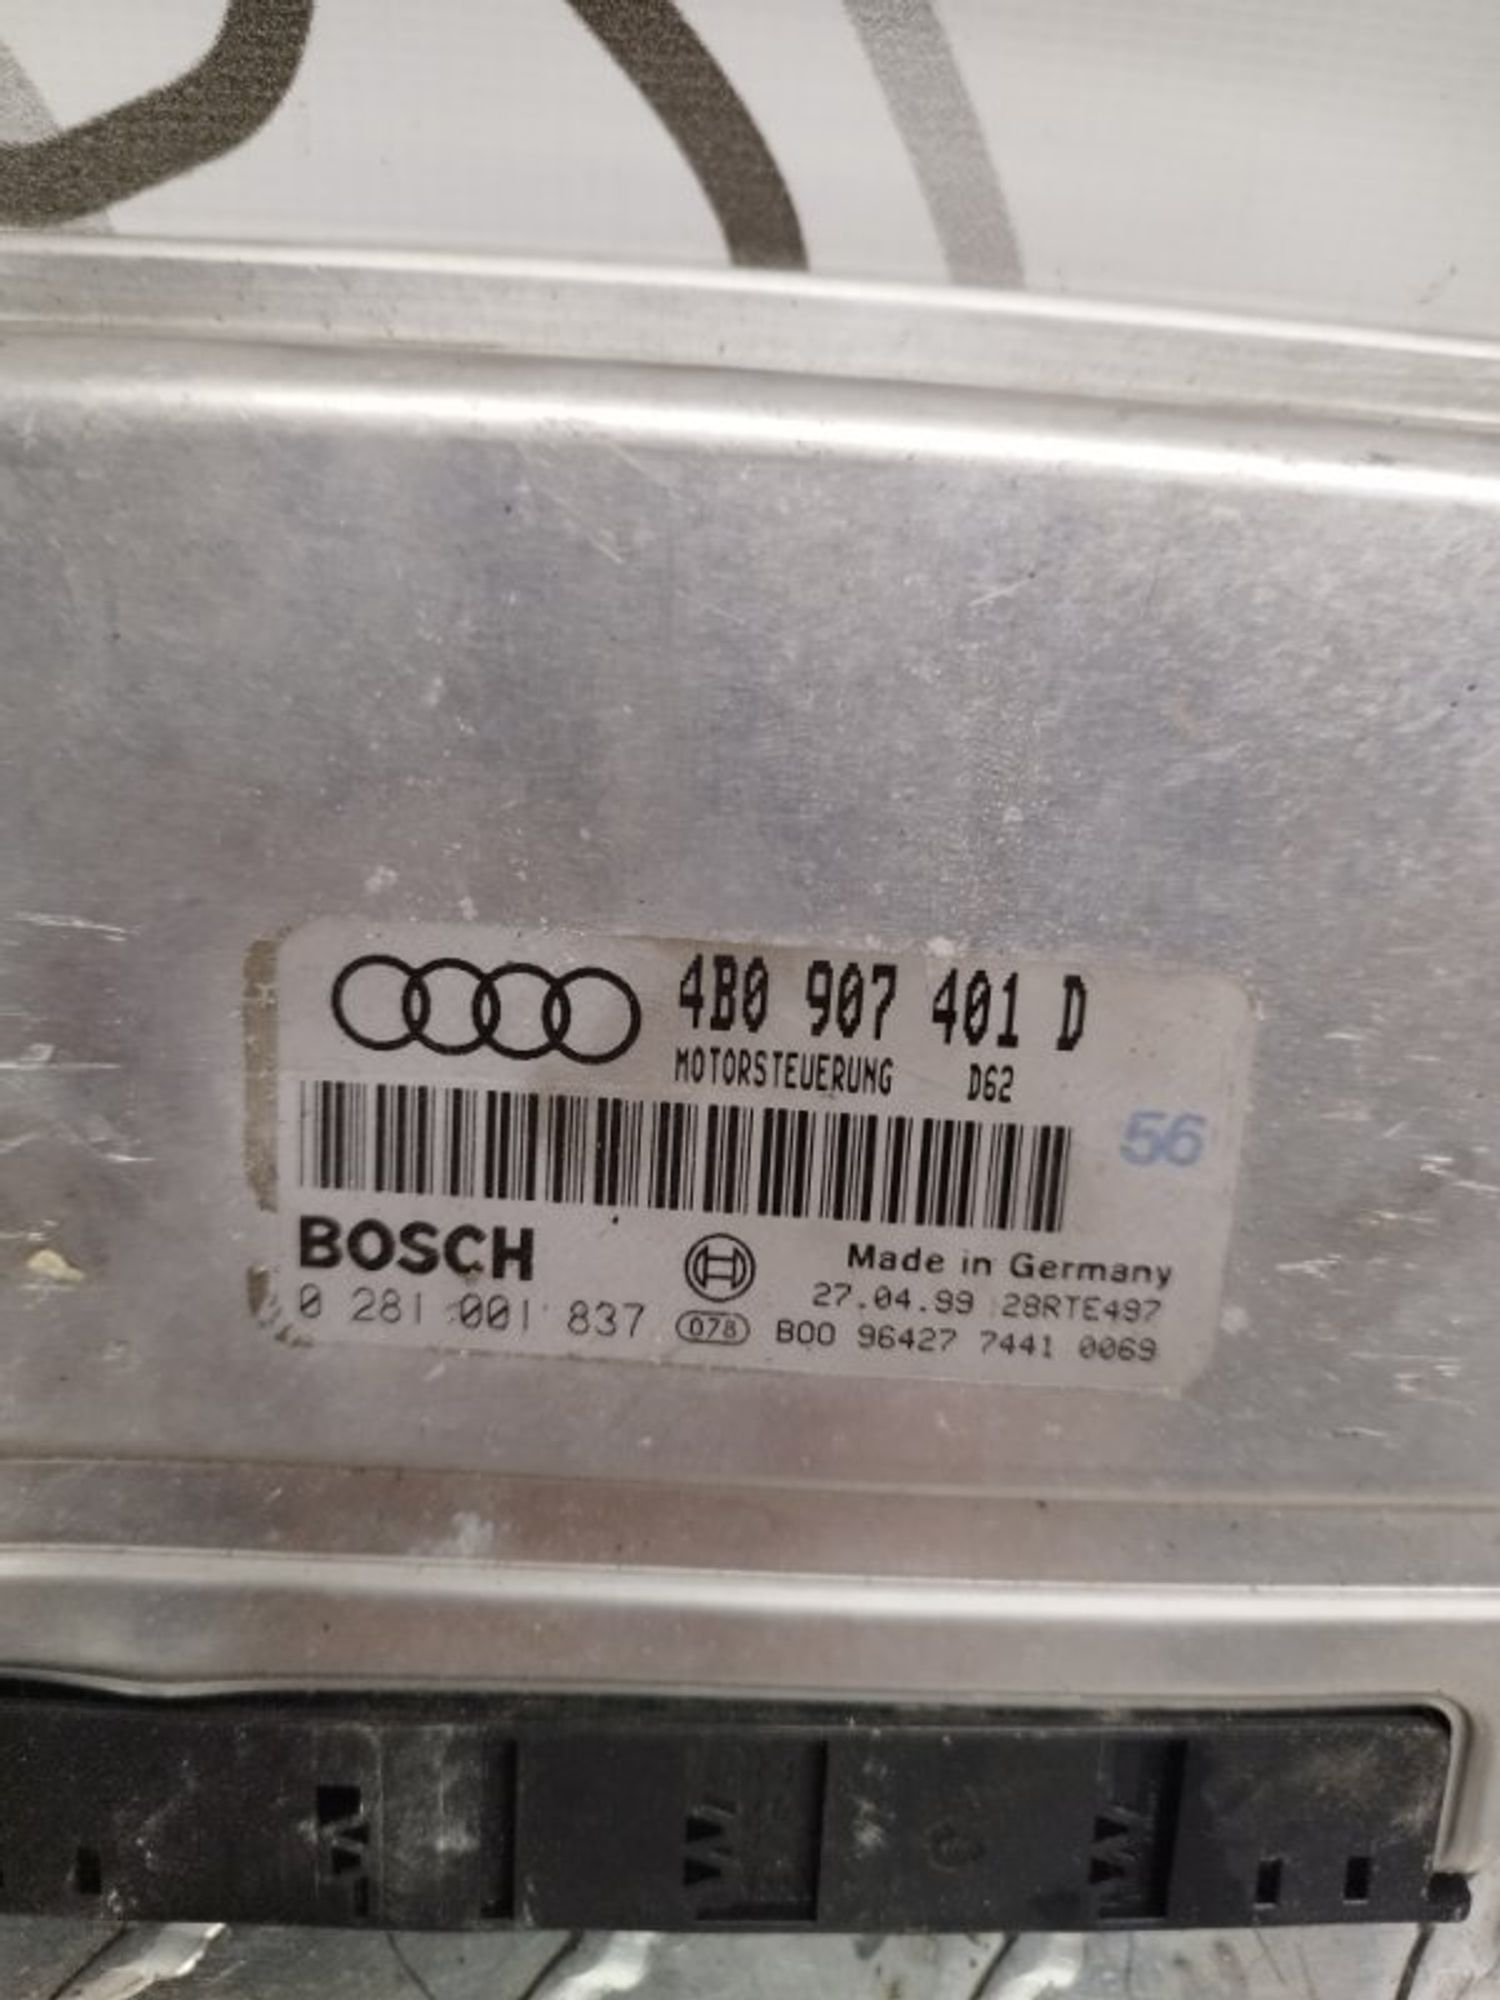 4B0 907 401 D
MOTORSTEUERUNG D62
56
BOSCH
Made in Germany
0 281 001 837
27.04.99 28RTE497
078 B00 96427 7441 0069